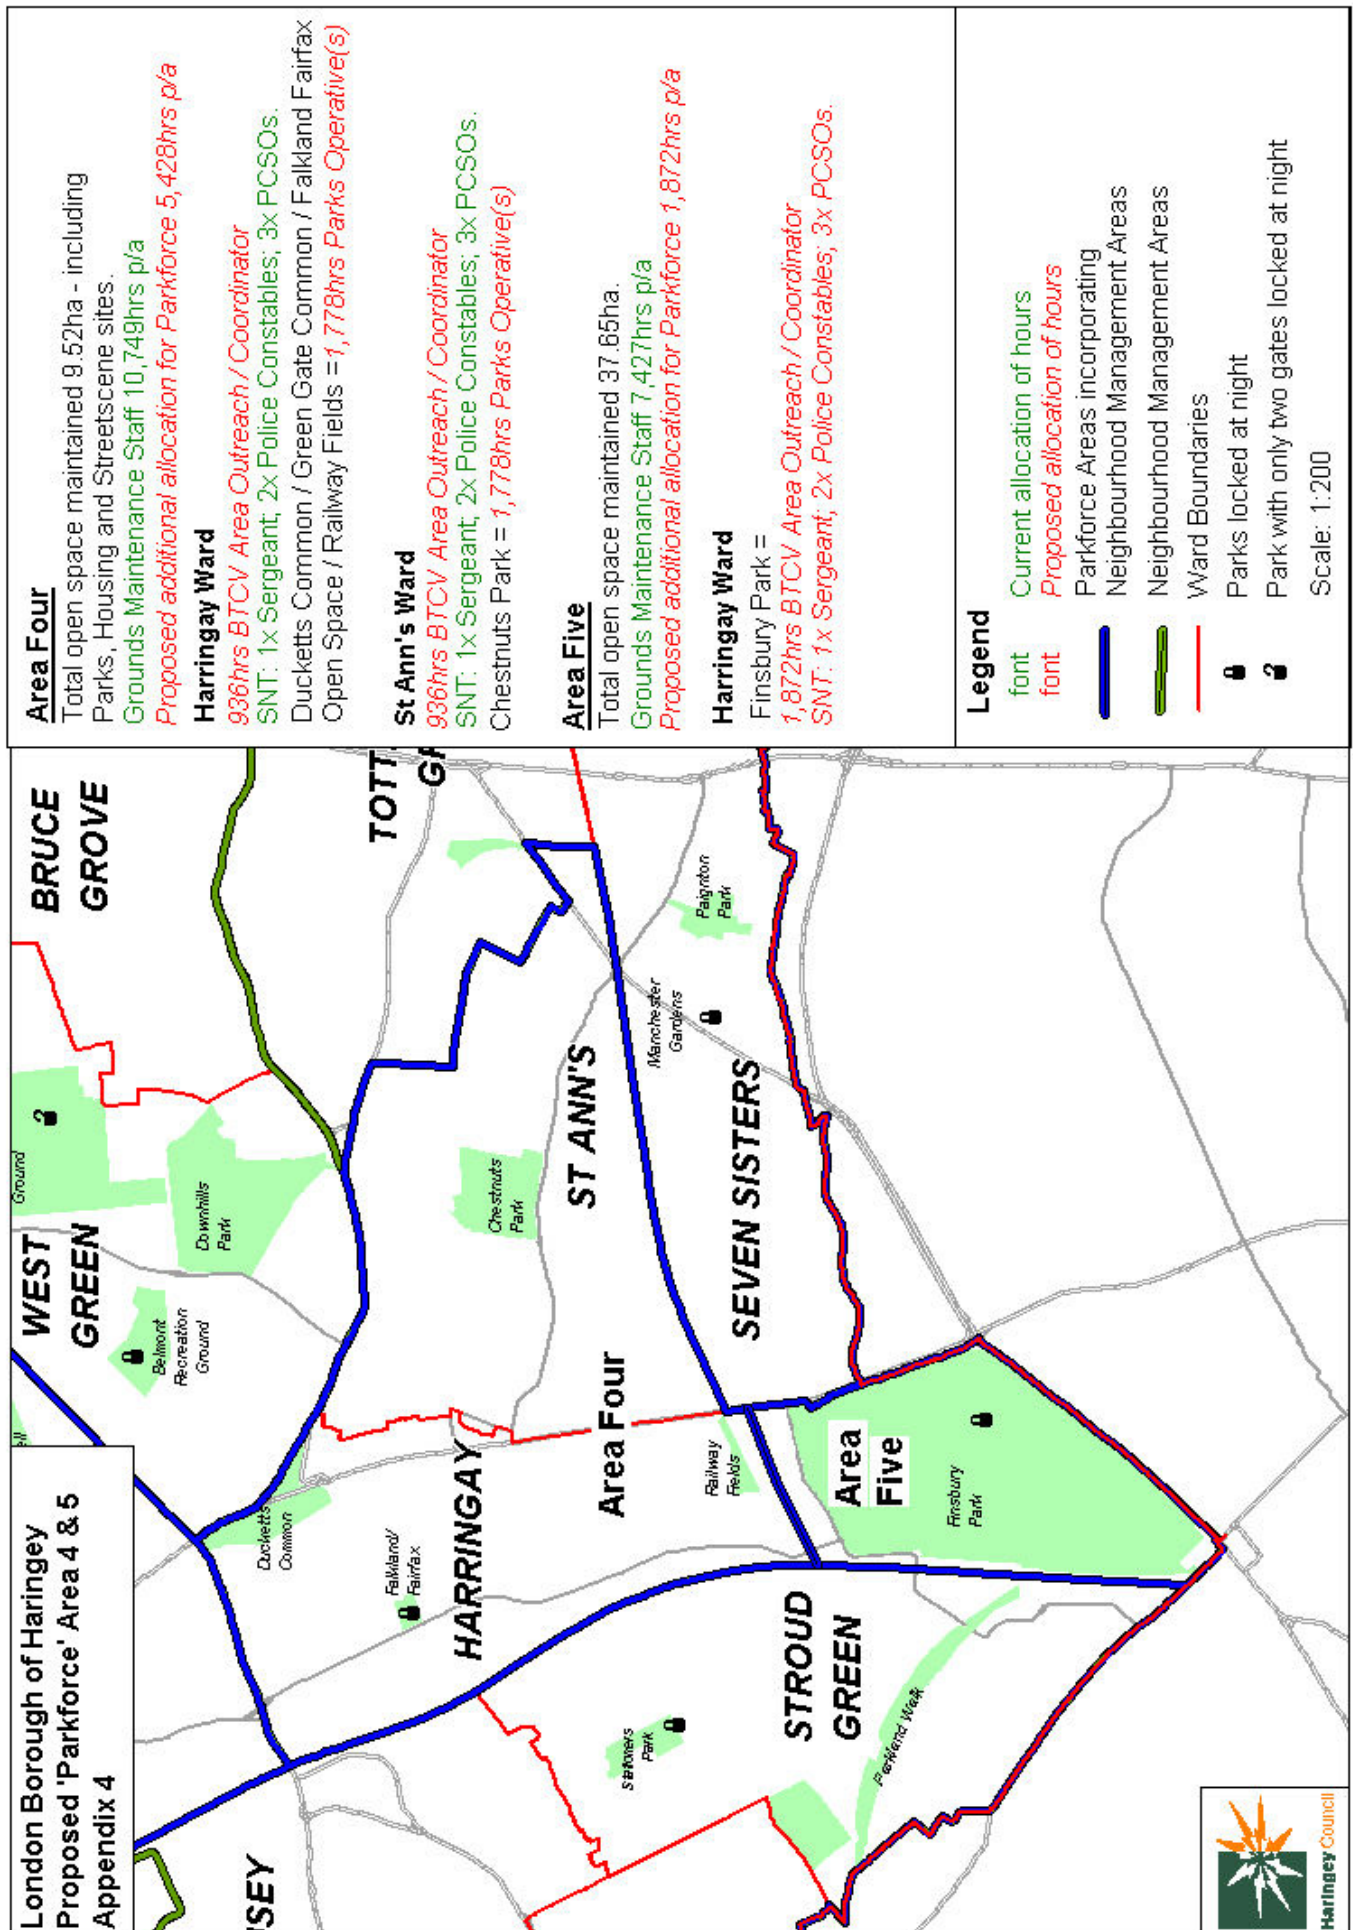 London Borough of Haringey
Proposed 'Parkforce' Area 4 & 5
Appendix 4
Area Four
Total open space maintained 9.52ha - including
Parks, Housing and Streetscene sites.
Grounds Maintenance Staff 10,749hrs p/a
Proposed additional allocation for Parkforce 5,428hrs p/a
Harringay Ward
936hrs BTCV Area Outreach / Coordinator
SNT: 1x Sergeant; 2x Police Constables; 3x PCSOs.
Ducketts Common / Green Gate Common / Falkland Fairfax
Open Space / Railway Fields = 1,778hrs Parks Operative(s)
St Ann's Ward
936hrs BTCV Area Outreach / Coordinator
SNT: 1x Sergeant; 2x Police Constables; 3x PCSOs.
Chestnuts Park = 1,778hrs Parks Operative(s)
Area Five
Total open space maintained 37.65ha.
Grounds Maintenance Staff 7,427hrs p/a
Proposed additional allocation for Parkforce 1,872hrs p/a
Harringay Ward
Finsbury Park =
1,872hrs BTCV Area Outreach / Coordinator
SNT: 1x Sergeant; 2x Police Constables; 3x PCSOs.
Legend
font Current allocation of hours
font Proposed allocation of hours
Parkforce Areas incorporating
Neighbourhood Management Areas
Neighbourhood Management Areas
Ward Boundaries
Parks locked at night
Park with only two gates locked at night
Scale: 1:200
WEST
GREEN
BRUCE
GROVE
TOTT
GR
SEY
Ground
Downhills
Park
Belmont
Recreation
Ground
ell
Ducketts
Common
Falkland/
Fairfax
HARRINGAY
Chestnuts
Park
ST ANN'S
Area Four
Manchester
Gardens
Paignton
Park
SEVEN SISTERS
Railway
Fields
Area
Five
Finsbury
Park
Stationers
Park
STROUD
GREEN
Parkland Walk
Haringey Council